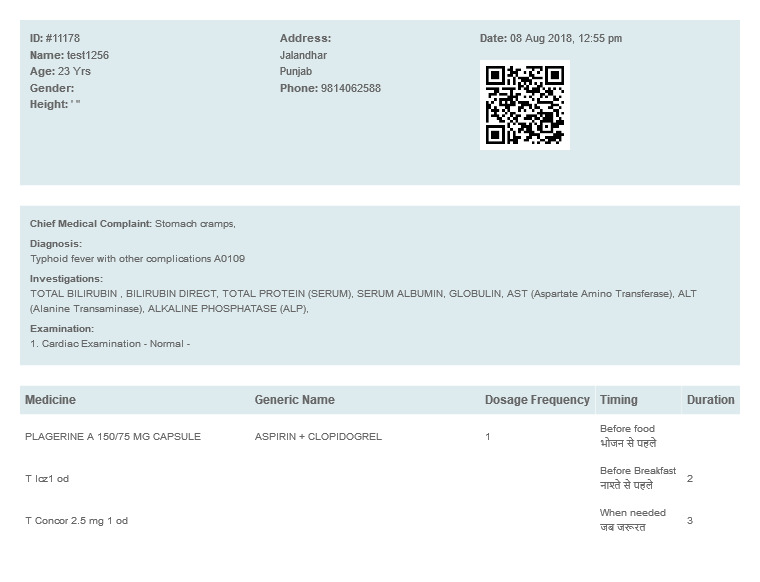 ID: #11178
Name: test1256
Age: 23 Yrs
Gender:
Height: ' "
Address:
Jalandhar
Punjab
Phone: 9814062588
Date: 08 Aug 2018, 12:55 pm
Chief Medical Complaint: Stomach cramps,
Diagnosis:
Typhoid fever with other complications A0109
Investigations:
TOTAL BILIRUBIN , BILIRUBIN DIRECT, TOTAL PROTEIN (SERUM), SERUM ALBUMIN, GLOBULIN, AST (Aspartate Amino Transferase), ALT
(Alanine Transaminase), ALKALINE PHOSPHATASE (ALP),
Examination:
1. Cardiac Examination - Normal -
Medicine Generic Name Dosage Frequency Timing Duration
PLAGERINE A 150/75 MG CAPSULE ASPIRIN + CLOPIDOGREL 1 Before food
भोजन से पहले
T lcz1 od Before Breakfast 2
नाश्ते से पहले
T Concor 2.5 mg 1 od When needed 3
जब जरूरत